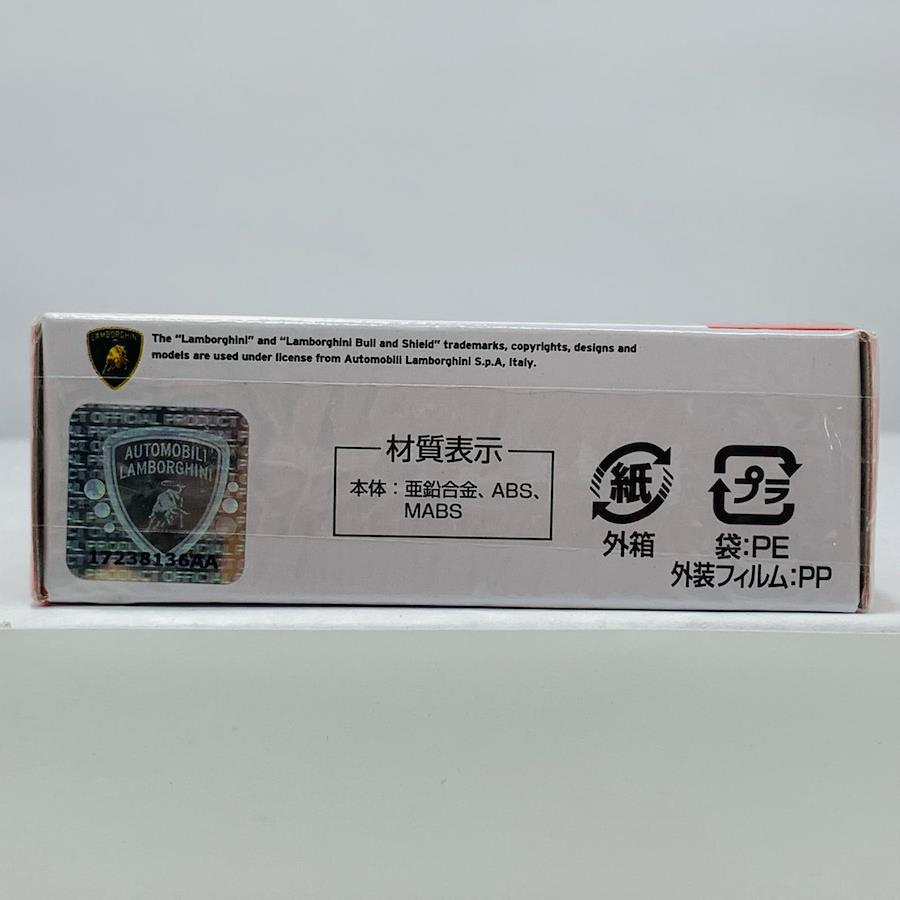 LAMBORGHINI
The "Lamborghini" and "Lamborghini Bull and Shield" trademarks, copyrights, designs and
models are used under license from Automobili Lamborghini S.p.A, Italy.
OFFICIAL PRODUCT
AUTOMOBILI
LAMBORGHINI
17238136AA
材質表示
本体:亜鉛合金、ABS、
MABS
紙
外箱
プラ
袋:PE
外装フィルム:PP